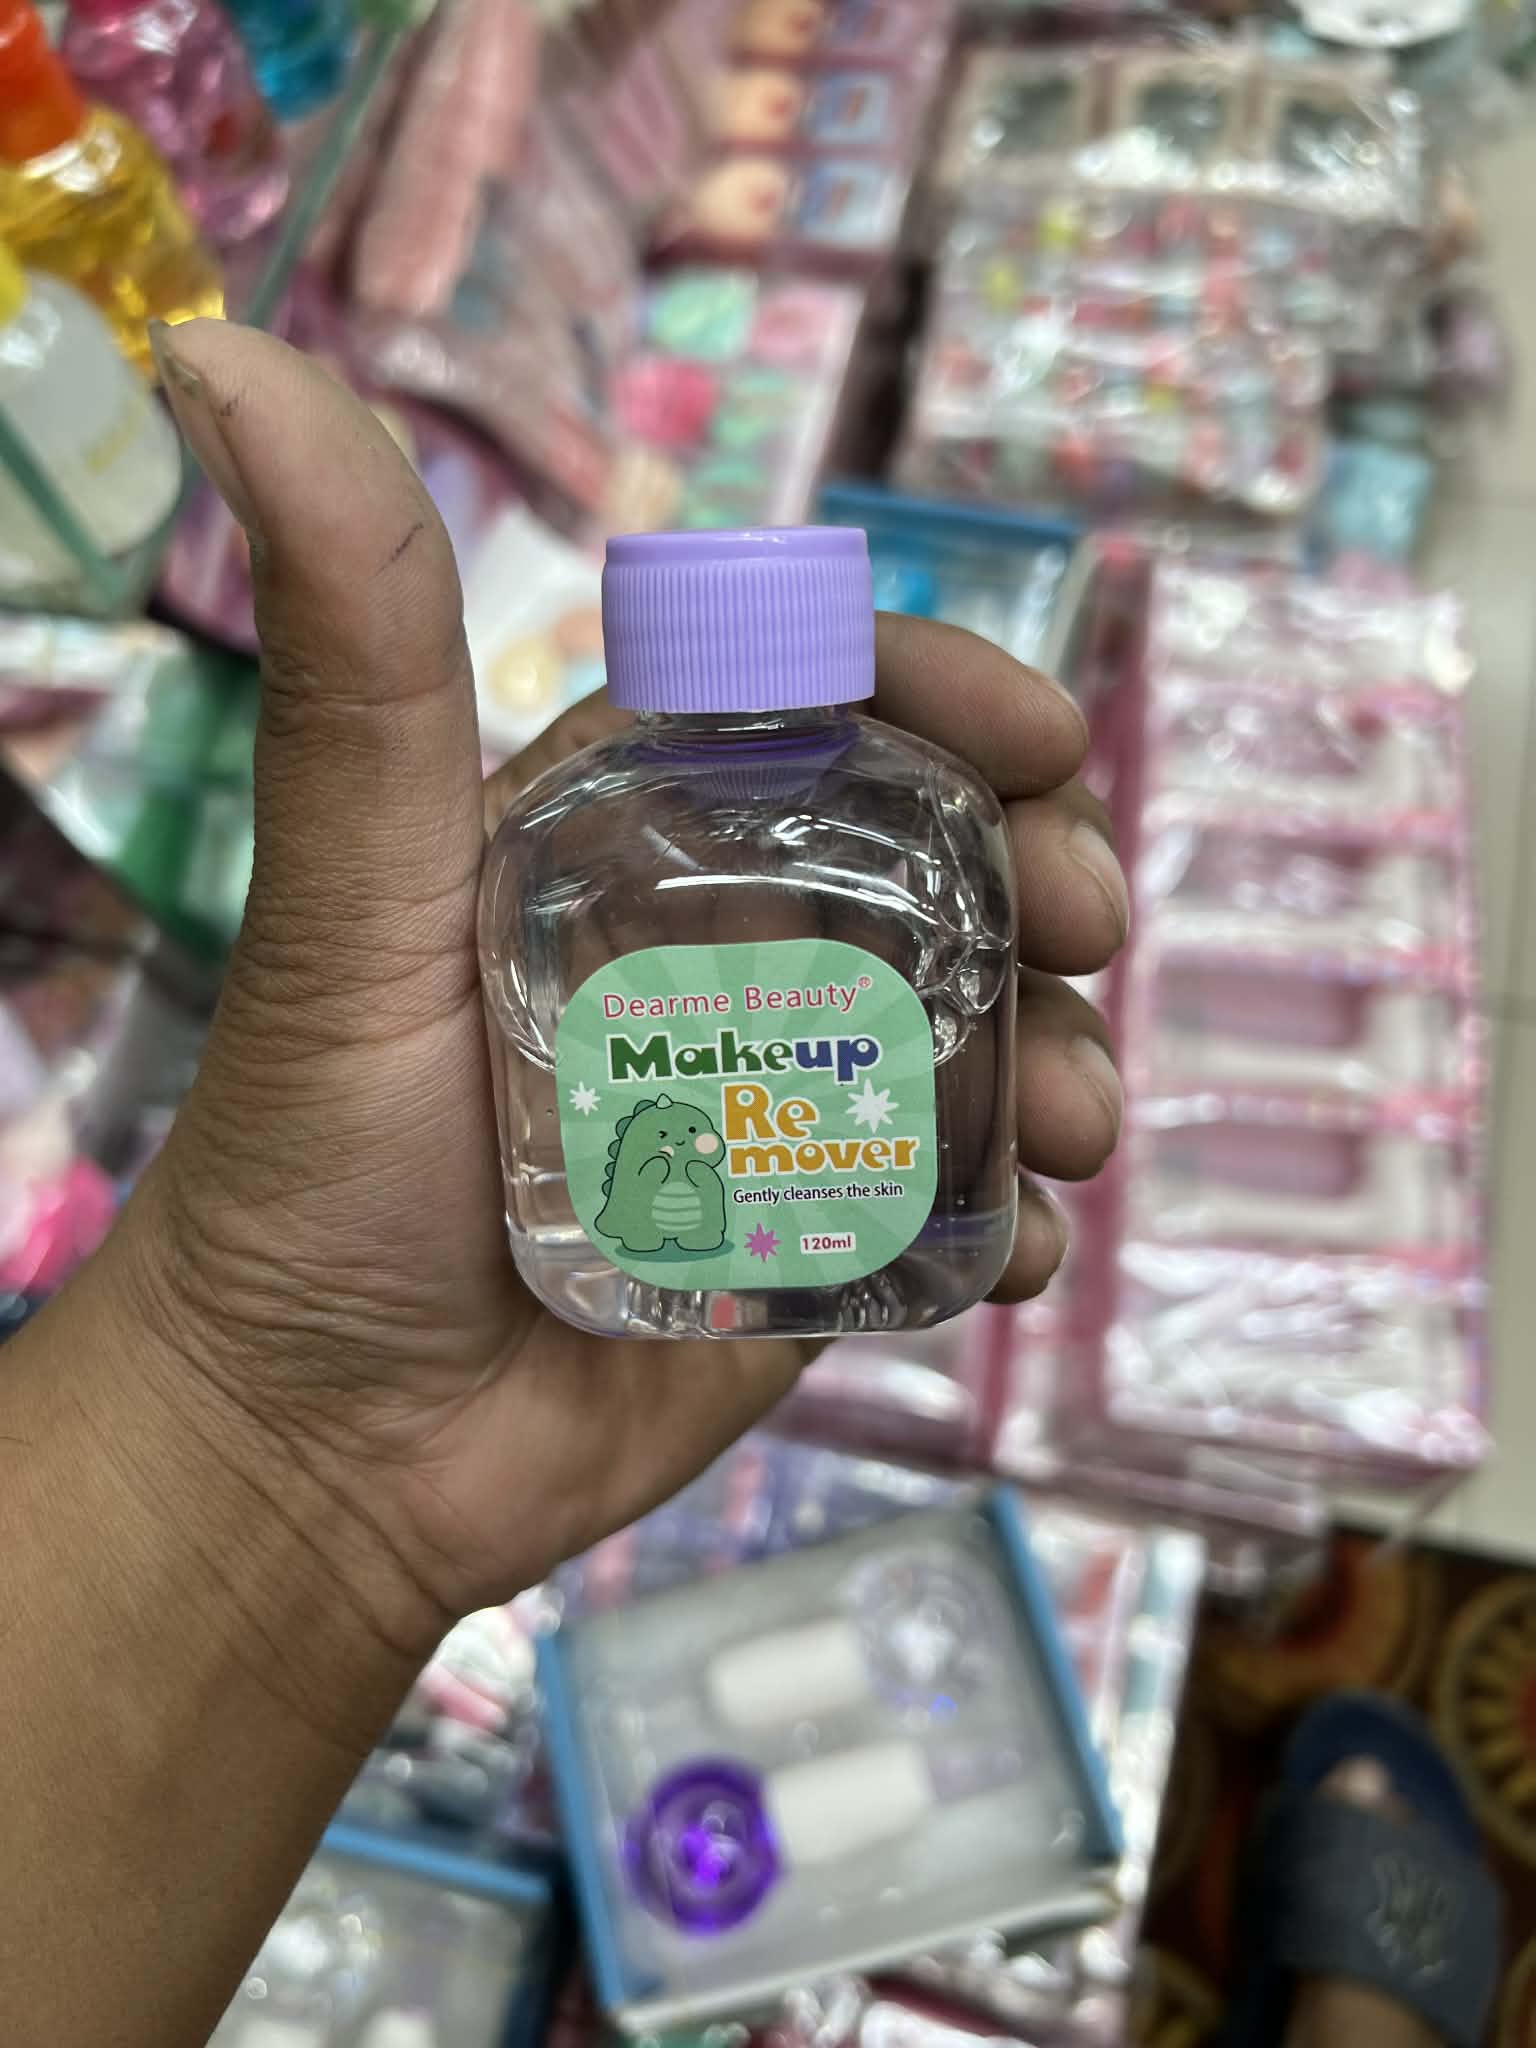 Dearme Beauty®
Makeup
Re
mover
Gently cleanses the skin
120ml